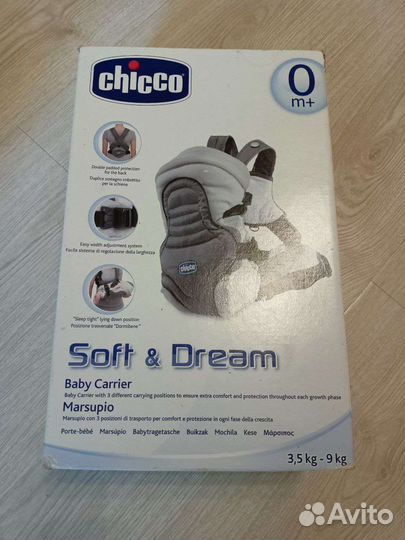 chicco
0
m+
Double padded protection
for the back
Duplice sostegno imbottito
per la schiena
Easy width adjustment system
Facile sistema di regolazione della larghezza
chicco
"Sleep tight" lying down position
Posizione trasversale "Dormibene"
Soft & Dream
Baby Carrier
Baby Carrier with 3 different carrying positions to ensure extra comfort and protection throughout each growth phase
Marsupio
Marsupio con 3 posizioni di trasporto per comfort e protezione in ogni fase della crescita
Porte-bébé Marsúpio Babytragetasche Buikzak Mochila Kese Μάρσιπος
3,5 kg - 9 kg
Avito